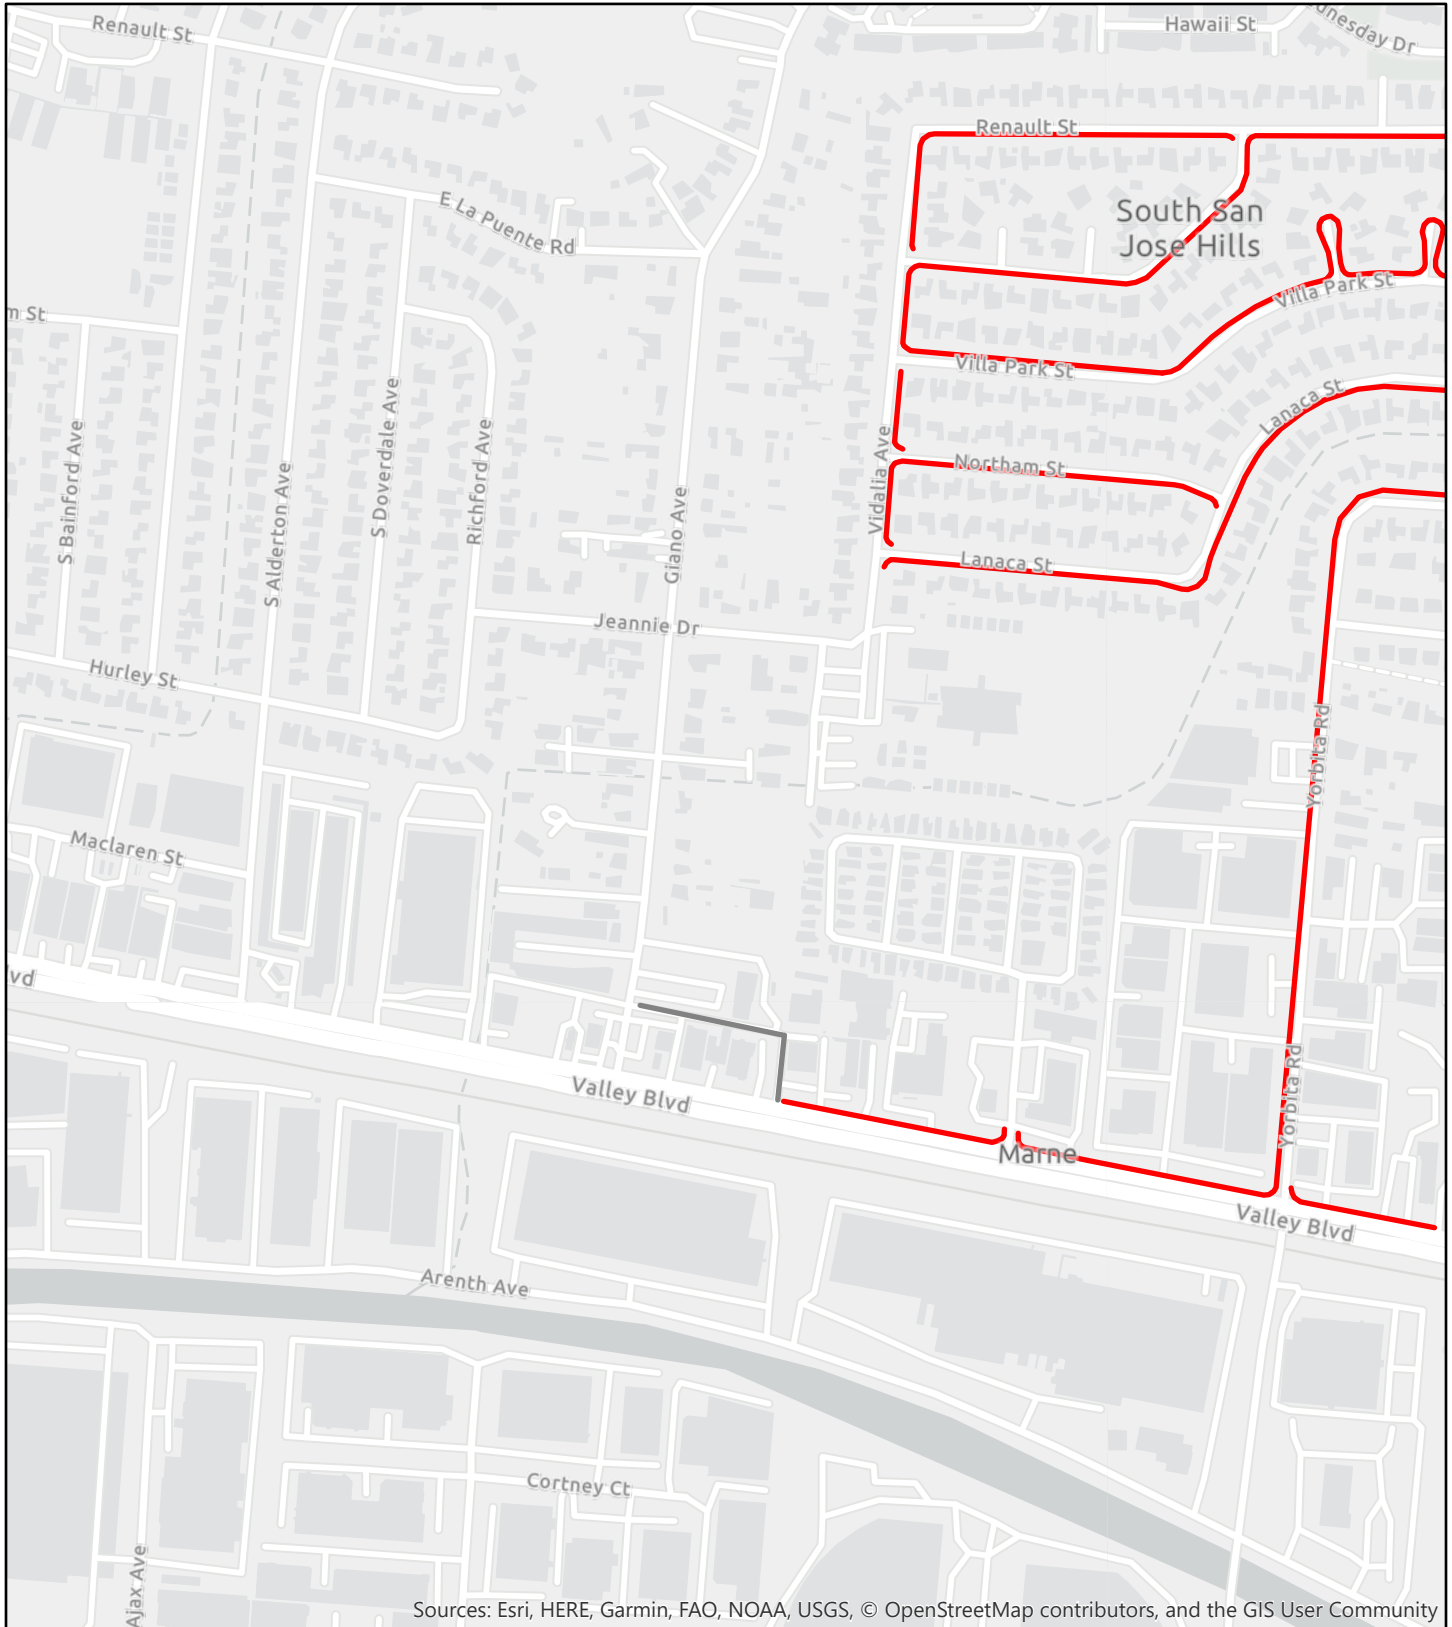 Renault St
Hawaii St
Renault St
E La Puente Rd
South San
Jose Hills
Villa Park St
m St
Villa Park St
Lanaca St
S Bainford Ave
S Doverdale Ave
Richford Ave
S Alderton Ave
Vidalia Ave
Northam St
Giano Ave
Lanaca St
Jeannie Dr
Hurley St
Yorbita Rd
Maclaren St
vd
Valley Blvd
Yorbita Rd
Marne
Valley Blvd
Arenth Ave
Cortney Ct
Ajax Ave
Sources: Esri, HERE, Garmin, FAO, NOAA, USGS, © OpenStreetMap contributors, and the GIS User Community